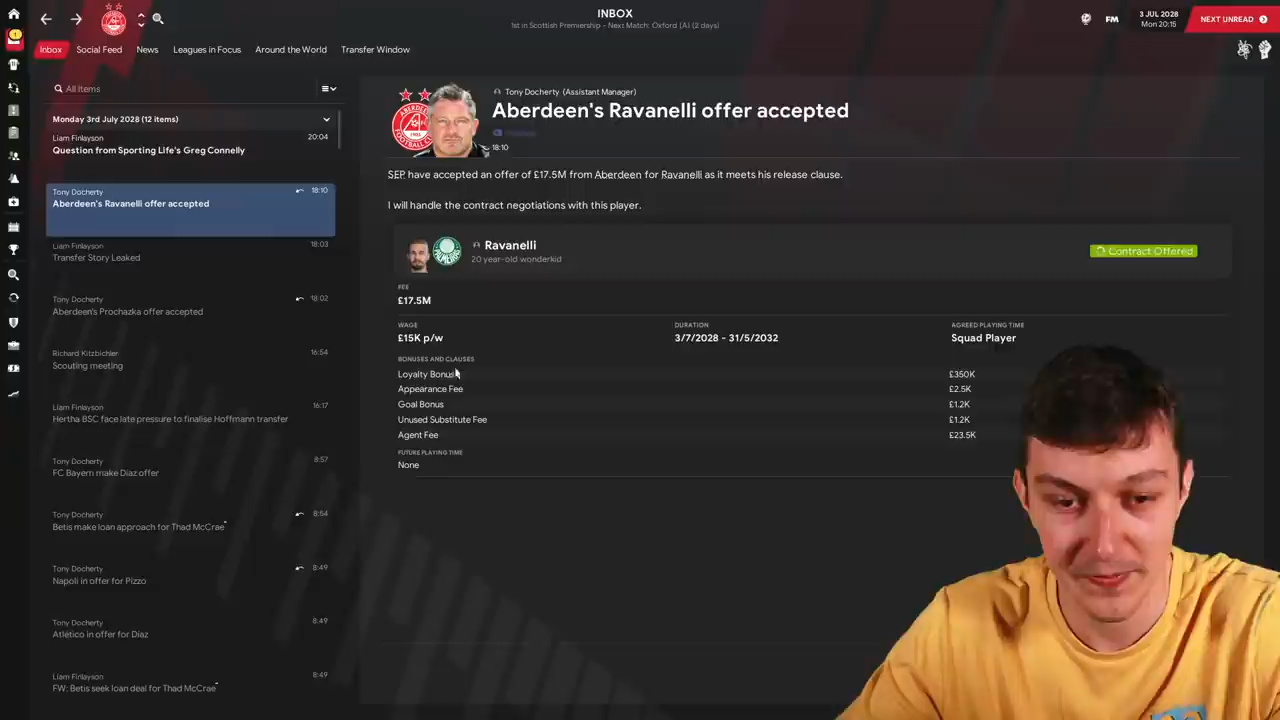 INBOX
1st in Scottish Premiership - Next Match: Oxford (A) (2 days)
FM
3 JUL 2028
Mon 20:15
NEXT UNREAD
Inbox
Social Feed
News
Leagues in Focus
Around the World
Transfer Window
All Items
Monday 3rd July 2028 (12 items)
Liam Finlayson
20:04
Question from Sporting Life's Greg Connelly
Tony Docherty
18:10
Aberdeen's Ravanelli offer accepted
Liam Finlayson
18:03
Transfer Story Leaked
Tony Docherty
18:02
Aberdeen's Prochazka offer accepted
Richard Kitzbichler
16:54
Scouting meeting
Liam Finlayson
16:17
Hertha BSC face late pressure to finalise Hoffmann transfer
Tony Docherty
8:57
FC Bayern make Díaz offer
Tony Docherty
8:54
Betis make loan approach for Thad McCrae
Tony Docherty
8:49
Napoli in offer for Pizzo
Tony Docherty
8:49
Atlético in offer for Díaz
Liam Finlayson
8:49
FW: Betis seek loan deal for Thad McCrae
Tony Docherty (Assistant Manager)
Aberdeen's Ravanelli offer accepted
18:10
SEP have accepted an offer of £17.5M from Aberdeen for Ravanelli as it meets his release clause.
I will handle the contract negotiations with this player.
Ravanelli
20 year-old wonderkid
Contract Offered
FEE
£17.5M
WAGE
DURATION
AGREED PLAYING TIME
£15K p/w
3/7/2028 - 31/5/2032
Squad Player
BONUSES AND CLAUSES
Loyalty Bonus
£350K
Appearance Fee
£2.5K
Goal Bonus
£1.2K
Unused Substitute Fee
£1.2K
Agent Fee
£23.5K
FUTURE PLAYING TIME
None